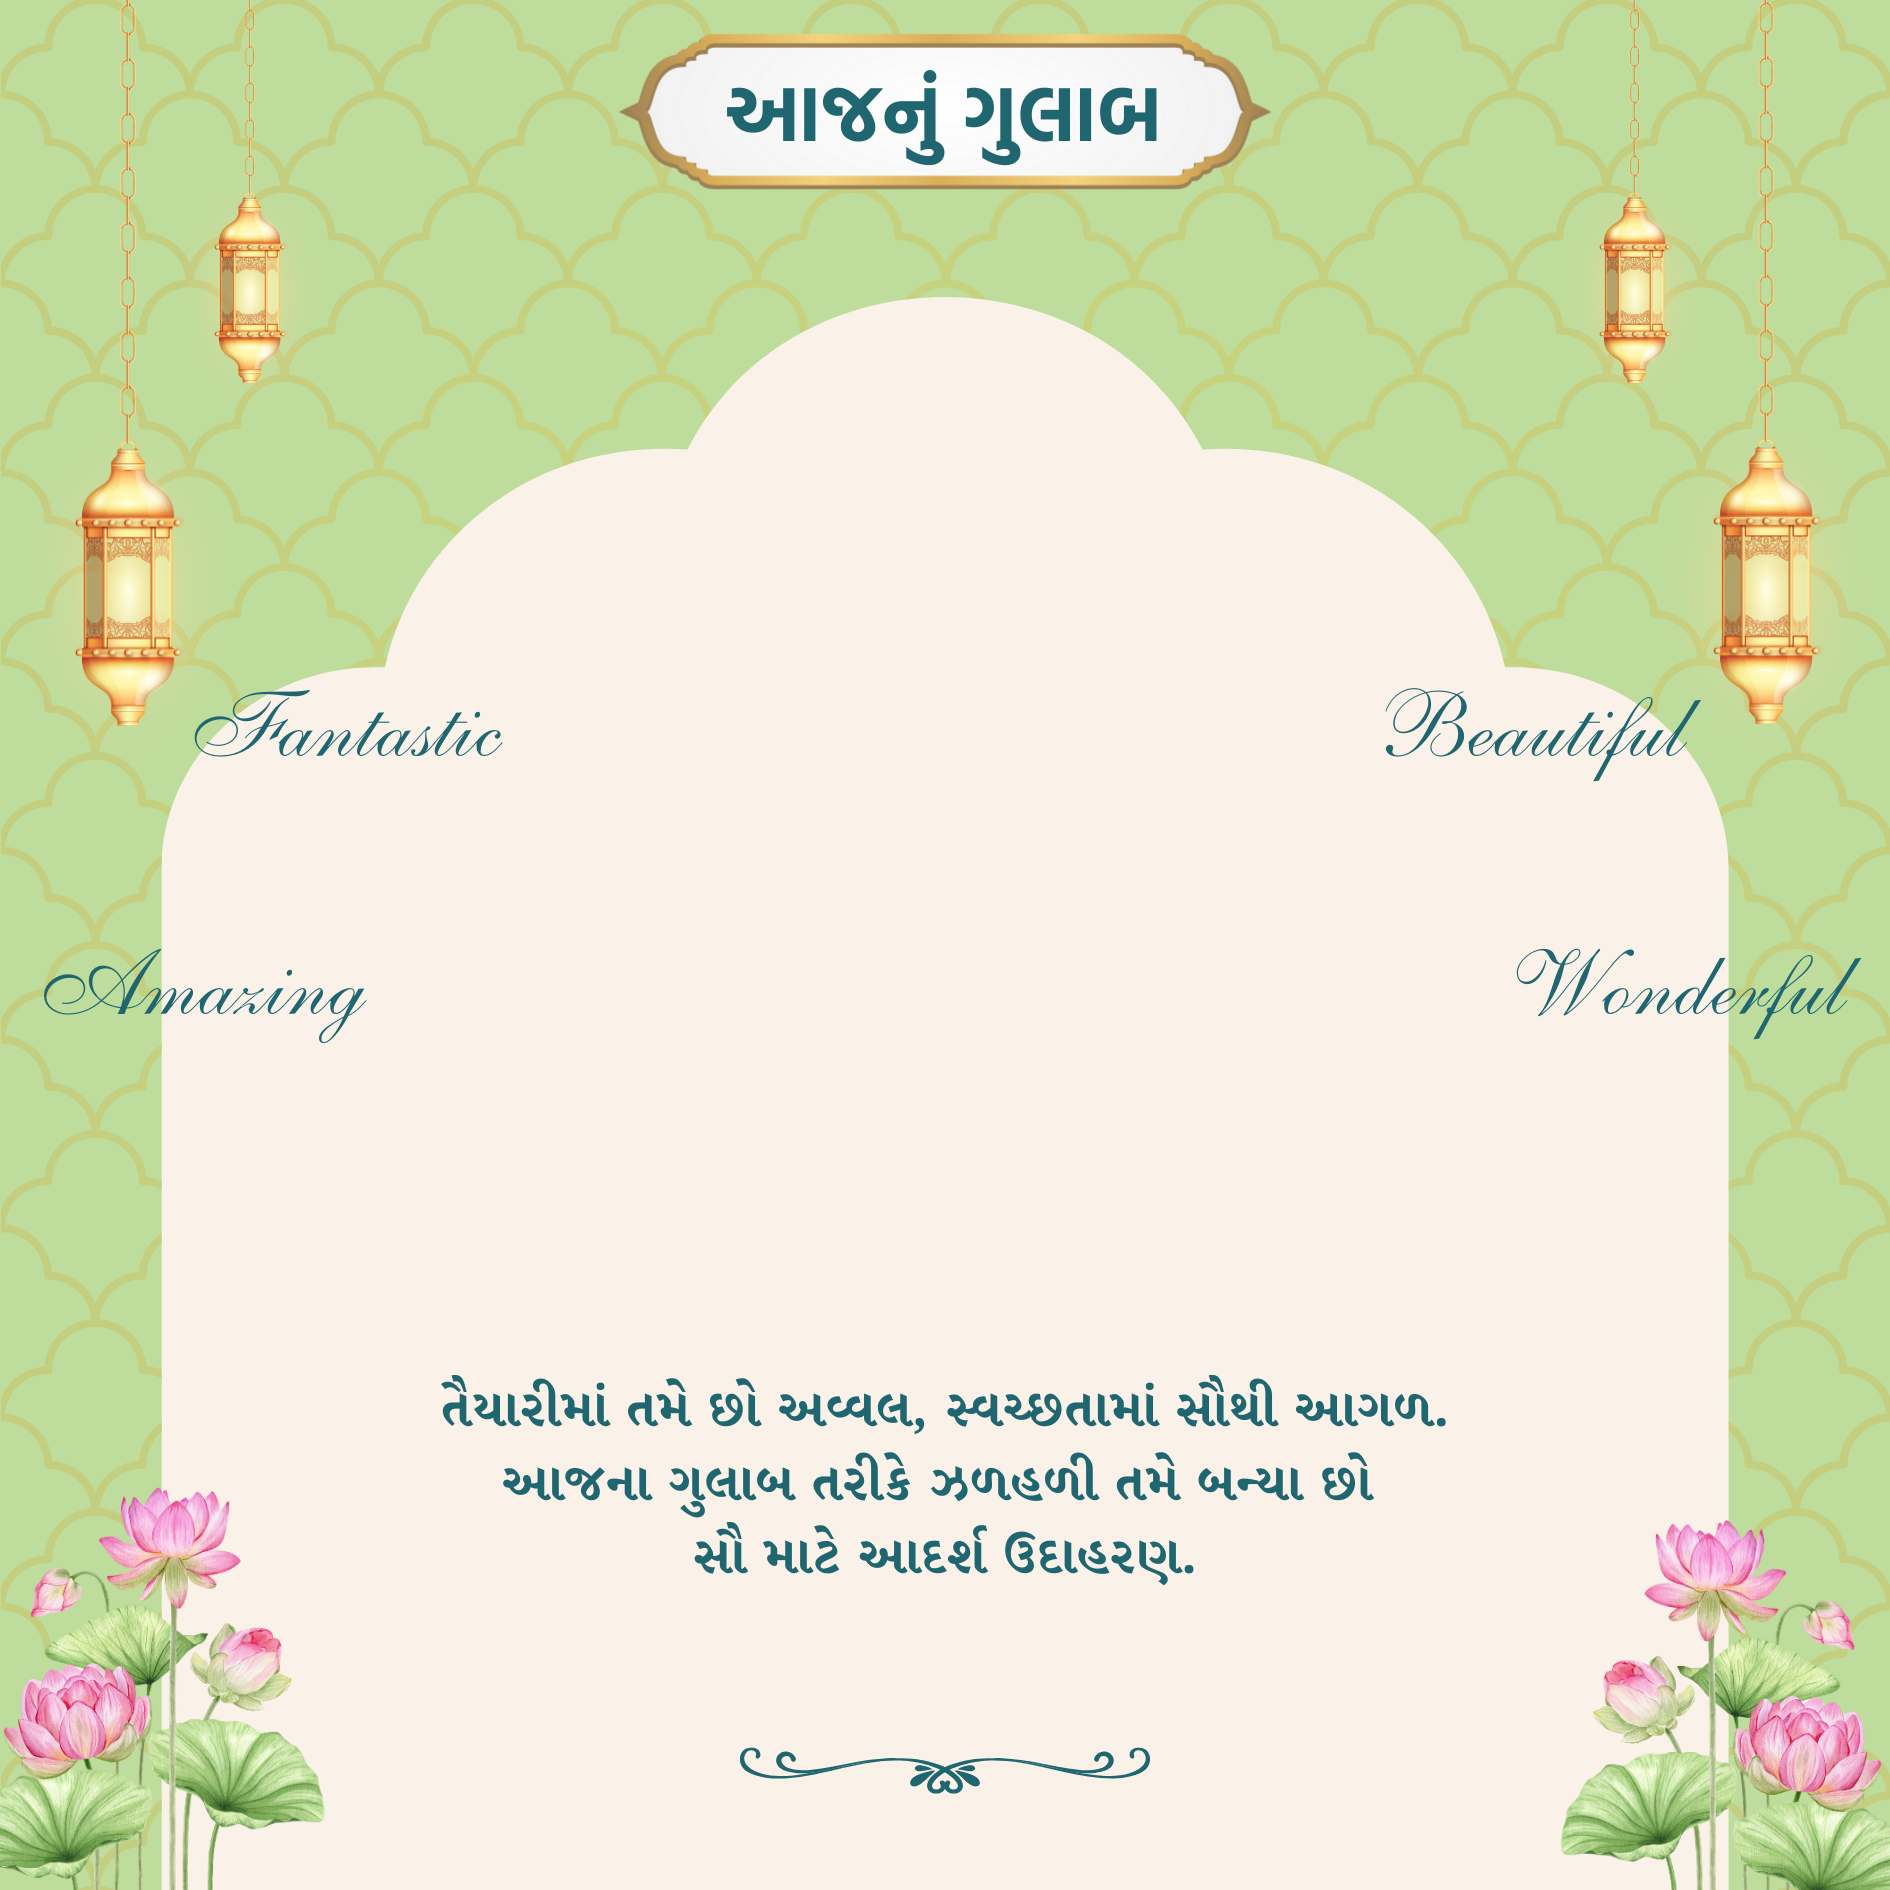 આજનું ગુલાબ
Fantastic
Beautiful
Amazing
Wonderful
તૈયારીમાં તમે છો અવ્વલ, સ્વચ્છતામાં સૌથી આગળ.
આજના ગુલાબ તરીકે ઝળહળી તમે બન્યા છો
સૌ માટે આદર્શ ઉદાહરણ.